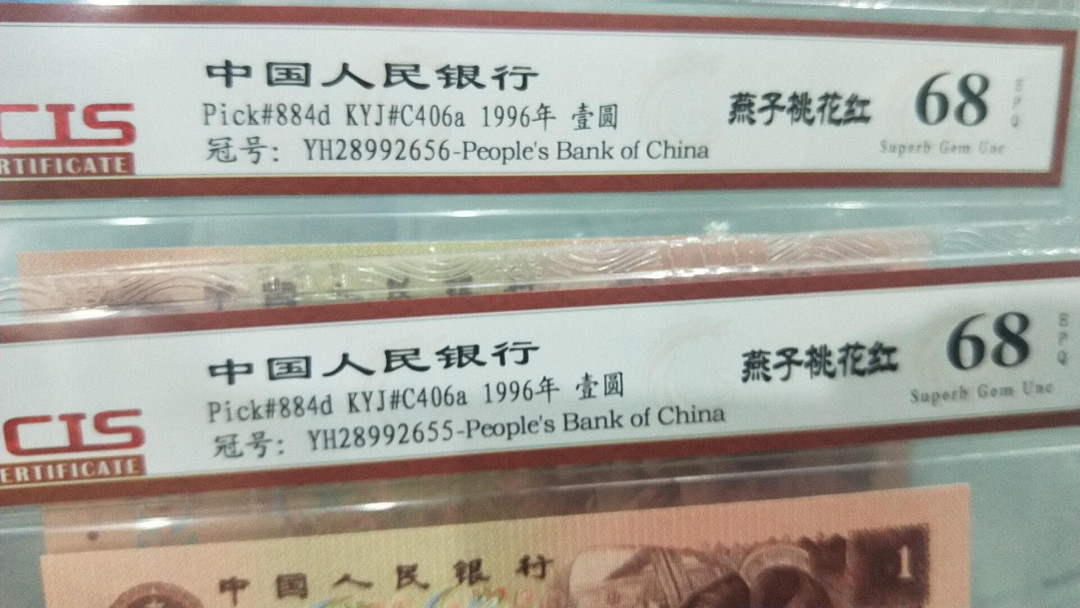 CIS
RTIFICATE
中国人民银行
Pick#884d KYJ#C406a 1996年 壹圆
冠号: YH28992656-People's Bank of China
燕子桃花红
68
EPQ
Superb Gem Unc
CIS
ERTIFICATE
中国人民银行
Pick#884d KYJ#C406a 1996年 壹圆
冠号: YH28992655-People's Bank of China
燕子桃花红
68
EPQ
Superb Gem Unc
中国人民银行
1